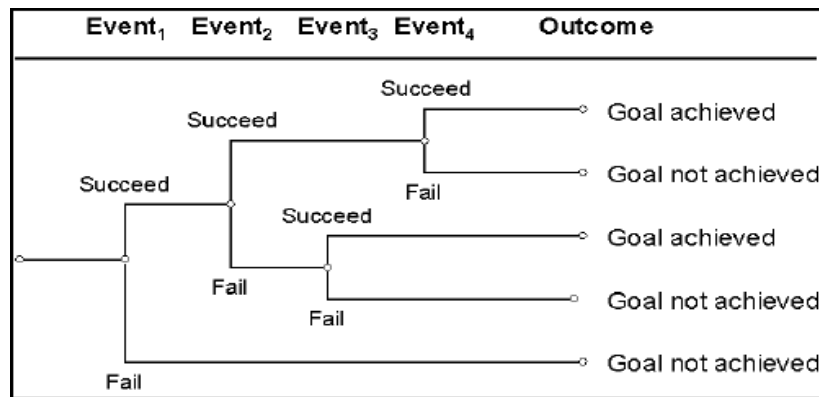 Event₁ Event₂ Event₃ Event₄ Outcome
Succeed
Goal achieved
Succeed
Goal not achieved
Succeed
Fail
Succeed
Goal achieved
Fail
Goal not achieved
Fail
Goal not achieved
Fail